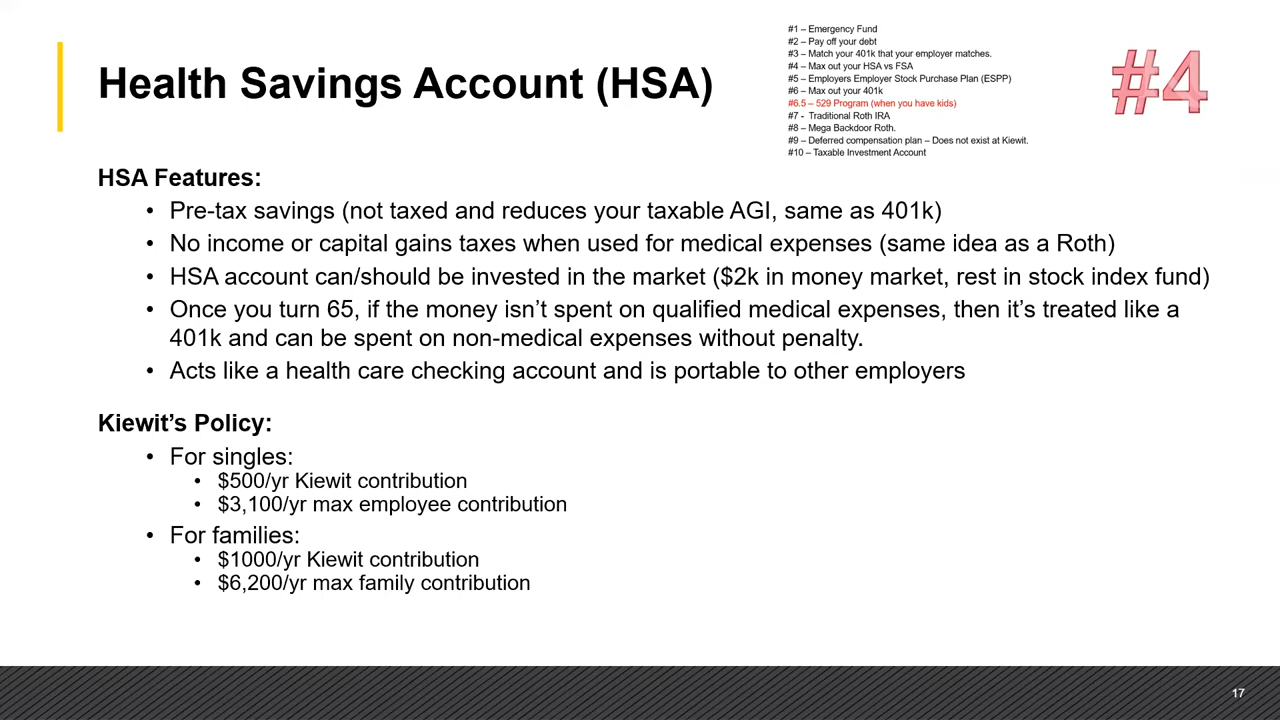 Health Savings Account (HSA)
#1 – Emergency Fund
#2 – Pay off your debt
#3 – Match your 401k that your employer matches.
#4 – Max out your HSA vs FSA
#5 – Employers Employer Stock Purchase Plan (ESPP)
#6 – Max out your 401k
#6.5 – 529 Program (when you have kids)
#7 -  Traditional Roth IRA
#8 – Mega Backdoor Roth.
#9 – Deferred compensation plan – Does not exist at Kiewit.
#10 – Taxable Investment Account
#4
HSA Features:
• Pre-tax savings (not taxed and reduces your taxable AGI, same as 401k)
• No income or capital gains taxes when used for medical expenses (same idea as a Roth)
• HSA account can/should be invested in the market ($2k in money market, rest in stock index fund)
• Once you turn 65, if the money isn’t spent on qualified medical expenses, then it’s treated like a
401k and can be spent on non-medical expenses without penalty.
• Acts like a health care checking account and is portable to other employers
Kiewit’s Policy:
• For singles:
• $500/yr Kiewit contribution
• $3,100/yr max employee contribution
• For families:
• $1000/yr Kiewit contribution
• $6,200/yr max family contribution
17